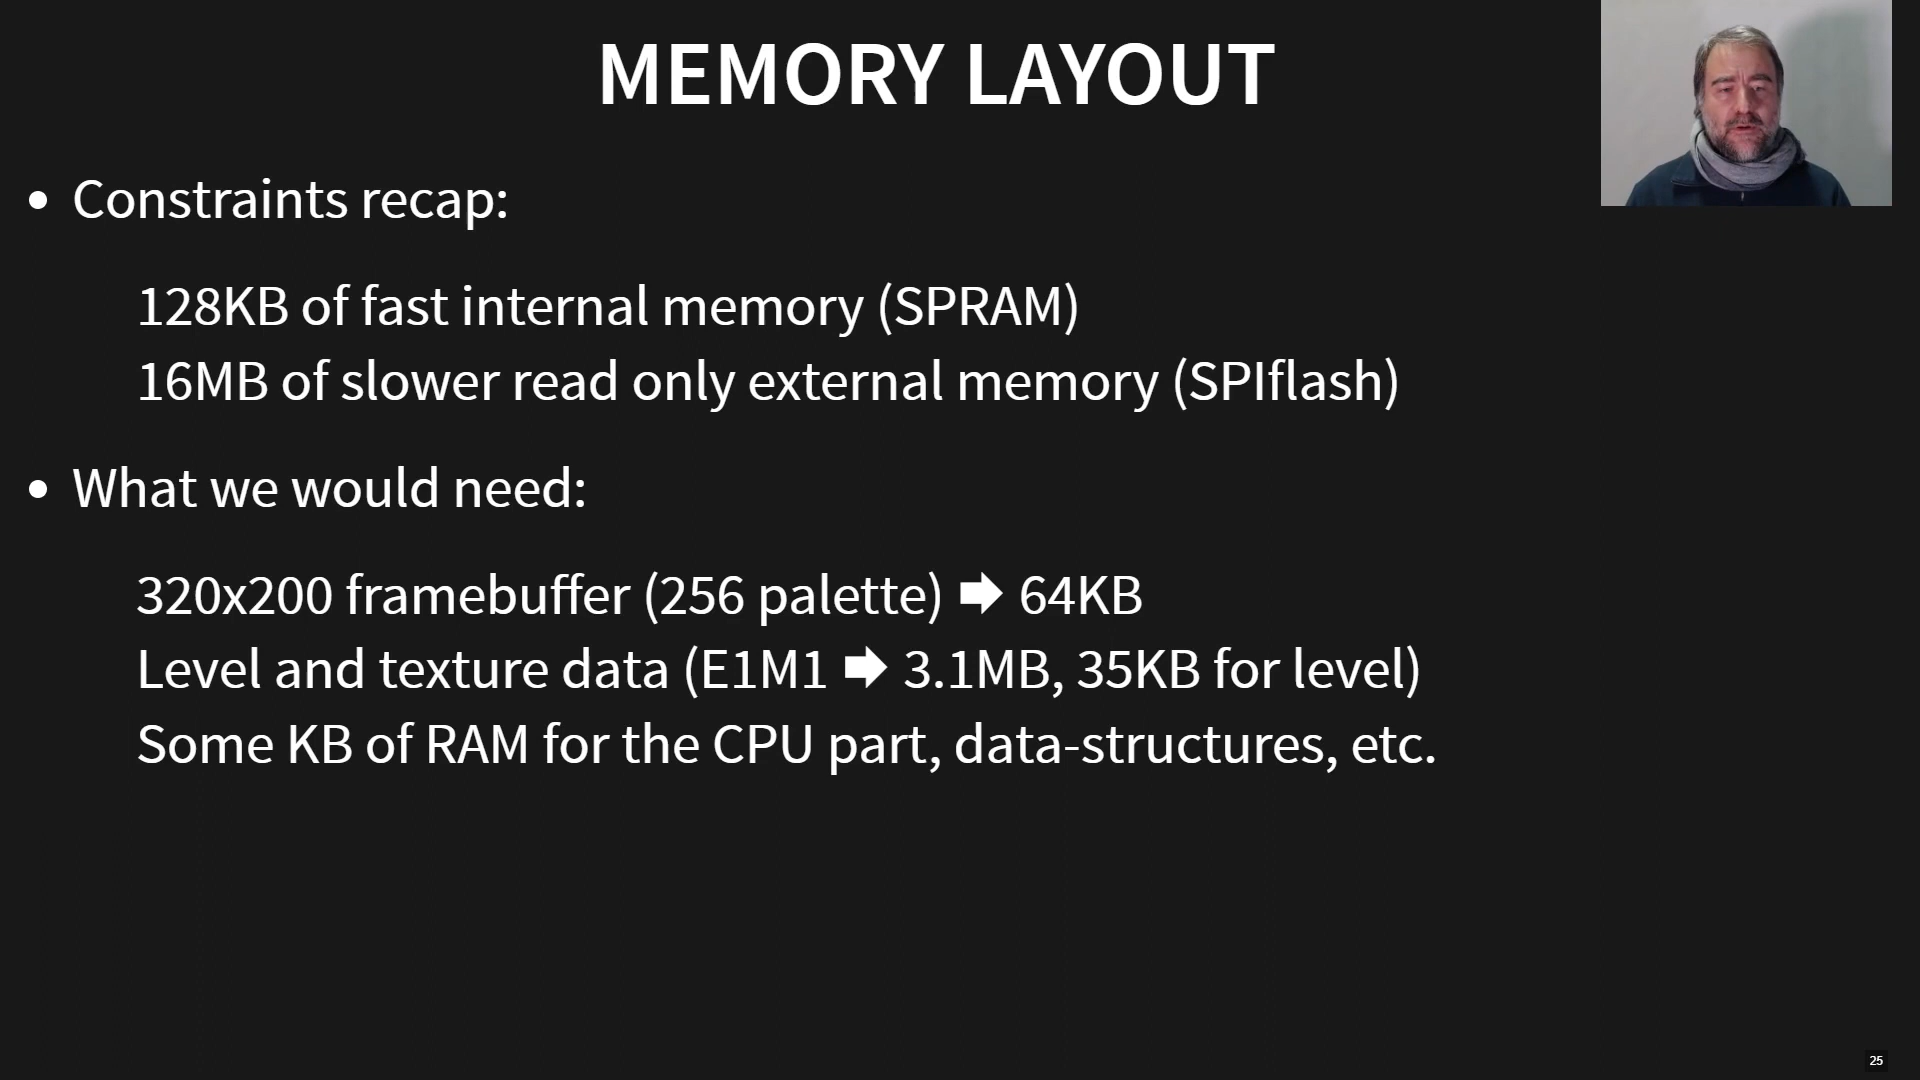 MEMORY LAYOUT
• Constraints recap:
128KB of fast internal memory (SPRAM)
16MB of slower read only external memory (SPIflash)
• What we would need:
320x200 framebuffer (256 palette) 🡆 64KB
Level and texture data (E1M1 🡆 3.1MB, 35KB for level)
Some KB of RAM for the CPU part, data-structures, etc.
25